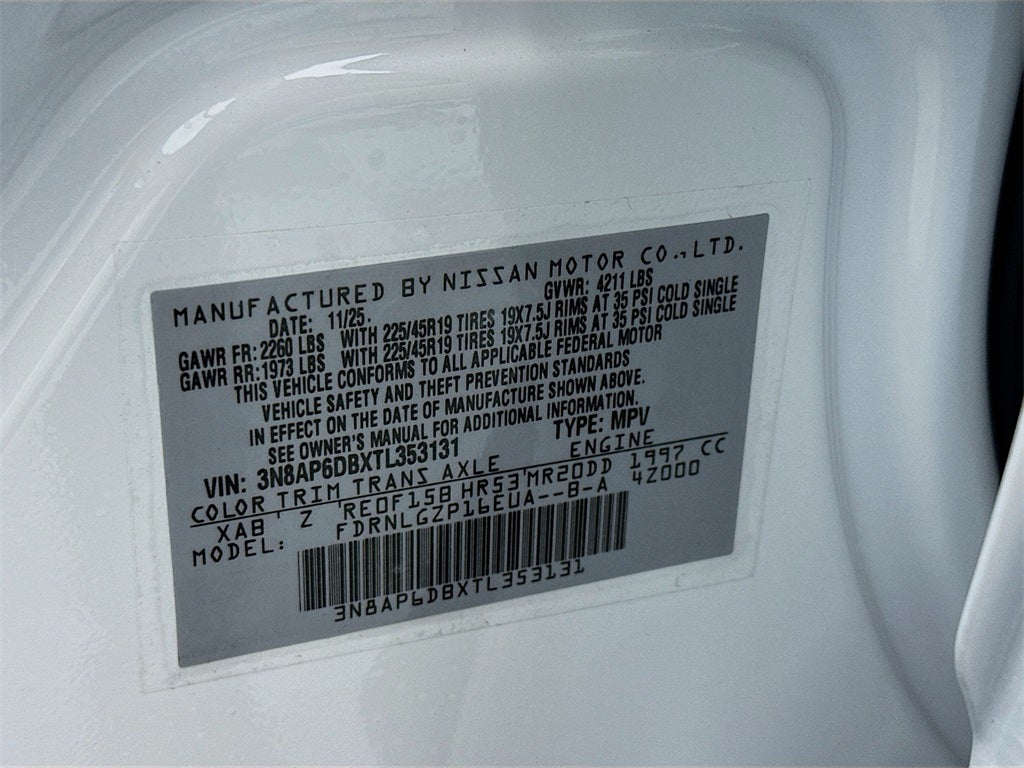 MANUFACTURED BY NISSAN MOTOR CO.,LTD.
DATE: 11/25. GVWR: 4211 LBS
GAWR FR: 2260 LBS WITH 225/45R19 TIRES 19X7.5J RIMS AT 35 PSI COLD SINGLE
GAWR RR: 1973 LBS WITH 225/45R19 TIRES 19X7.5J RIMS AT 35 PSI COLD SINGLE
THIS VEHICLE CONFORMS TO ALL APPLICABLE FEDERAL MOTOR
VEHICLE SAFETY AND THEFT PREVENTION STANDARDS
IN EFFECT ON THE DATE OF MANUFACTURE SHOWN ABOVE.
SEE OWNER'S MANUAL FOR ADDITIONAL INFORMATION.
VIN: 3N8AP6DBXTL353131 TYPE: MPV
COLOR TRIM TRANS AXLE ENGINE
XAB Z RE0F15B HR53 MR20DD 1997 CC
MODEL: FDRNLGZP16EUA--B-A 4Z000
3N8AP6DBXTL353131